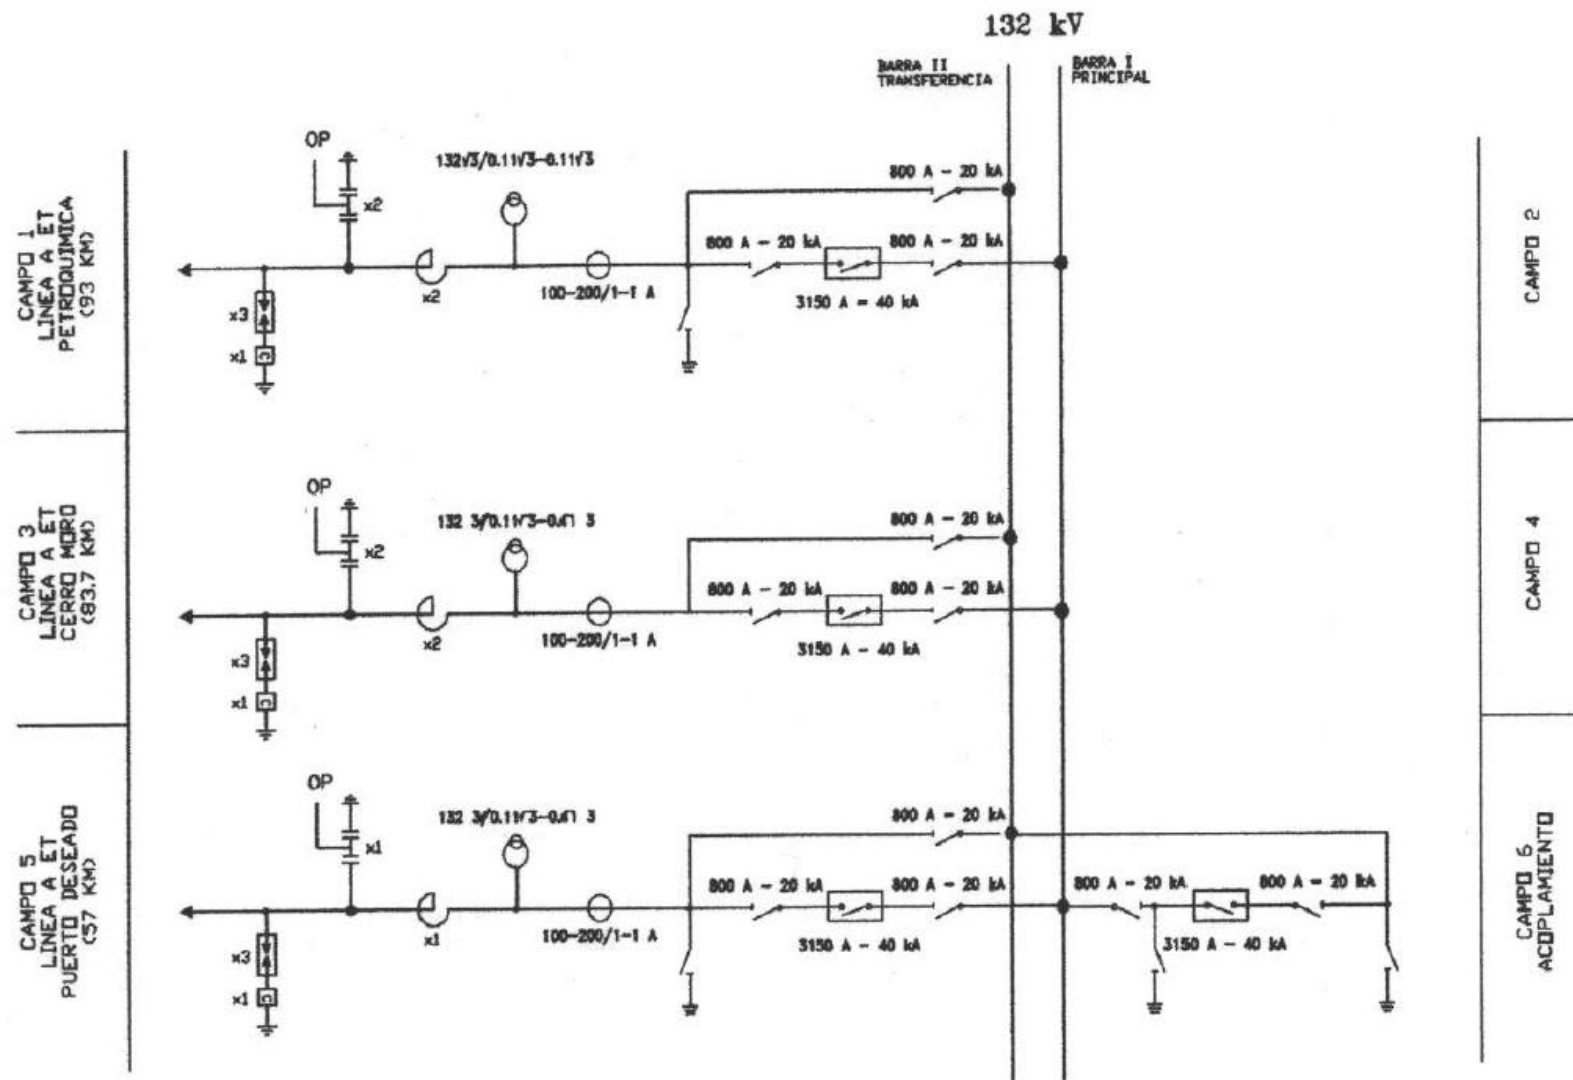 132 kV
BARRA II
TRANSFERENCIA
BARRA I
PRINCIPAL
CAMPO 1
LINEA A ET
PETROQUIMICA
(93 KM)
OP
x2
132√3/0.11√3-0.11√3
800 A - 20 kA
800 A - 20 kA
800 A - 20 kA
x2
100-200/1-1 A
3150 A = 40 kA
x3
x1
C
CAMPO 2
CAMPO 3
LINEA A ET
CERRO MORO
(83.7 KM)
OP
x2
800 A - 20 kA
800 A - 20 kA
800 A - 20 kA
x2
100-200/1-1 A
3150 A - 40 kA
x3
x1
C
CAMPO 4
CAMPO 5
LINEA A ET
PUERTO DESEADO
(57 KM)
OP
x1
800 A - 20 kA
800 A - 20 kA
800 A - 20 kA
800 A - 20 kA
800 A - 20 kA
x1
100-200/1-1 A
3150 A - 40 kA
3150 A - 40 kA
x3
x1
C
CAMPO 6
ACOPLAMIENTO